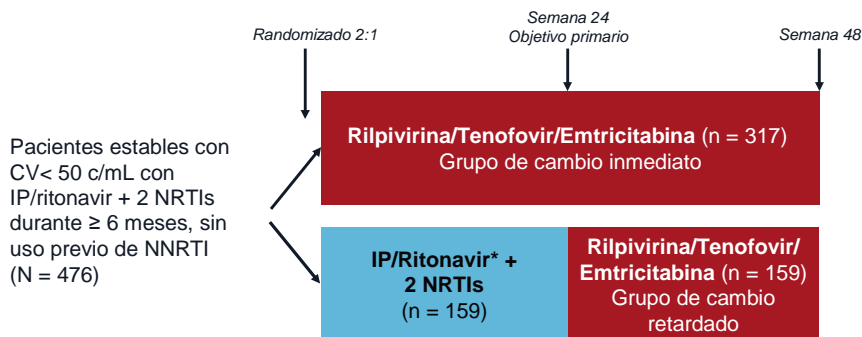 Randomizado 2:1
Semana 24
Objetivo primario
Semana 48
Pacientes estables con
CV< 50 c/mL con
IP/ritonavir + 2 NRTIs
durante ≥ 6 meses, sin
uso previo de NNRTI
(N = 476)
Rilpivirina/Tenofovir/Emtricitabina (n = 317)
Grupo de cambio inmediato
IP/Ritonavir* +
2 NRTIs
(n = 159)
Rilpivirina/Tenofovir/
Emtricitabina (n = 159)
Grupo de cambio
retardado